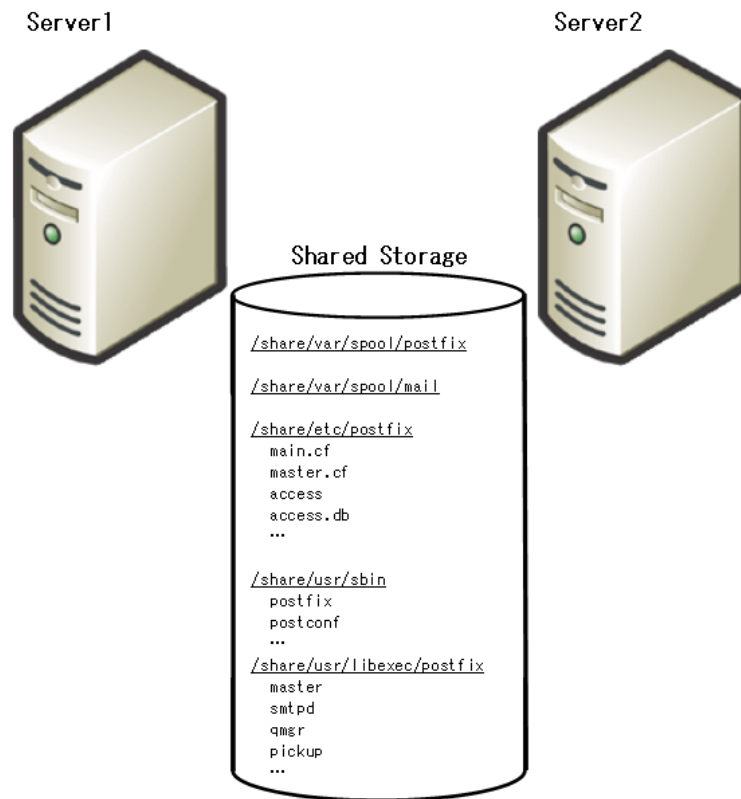 Server1
Server2
Shared Storage
/share/var/spool/postfix
/share/var/spool/mail
/share/etc/postfix
main.cf
master.cf
access
access.db
…
/share/usr/sbin
postfix
postconf
…
/share/usr/libexec/postfix
master
smtpd
qmgr
pickup
…